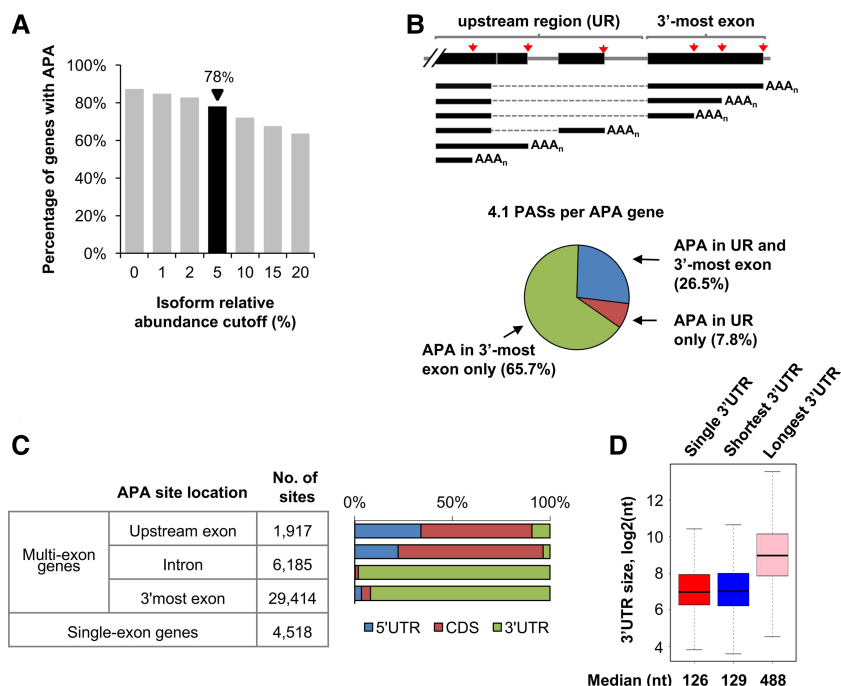 A
Percentage of genes with APA
100%
80%
60%
40%
20%
0%
78%
0 1 2 5 10 15 20
Isoform relative
abundance cutoff (%)
B
upstream region (UR) 3'-most exon
AAAn
AAAn
AAAn
AAAn
AAAn
AAAn
4.1 PASs per APA gene
APA in UR and
3'-most exon
(26.5%)
APA in UR
only (7.8%)
APA in 3'-most
exon only (65.7%)
C
APA site location No. of
sites
Multi-exon
genes
Upstream exon 1,917
Intron 6,185
3'most exon 29,414
Single-exon genes 4,518
0% 50% 100%
5'UTR CDS 3'UTR
D
Single 3'UTR
Shortest 3'UTR
Longest 3'UTR
3'UTR size, log2(nt)
12
10
8
6
4
Median (nt) 126 129 488